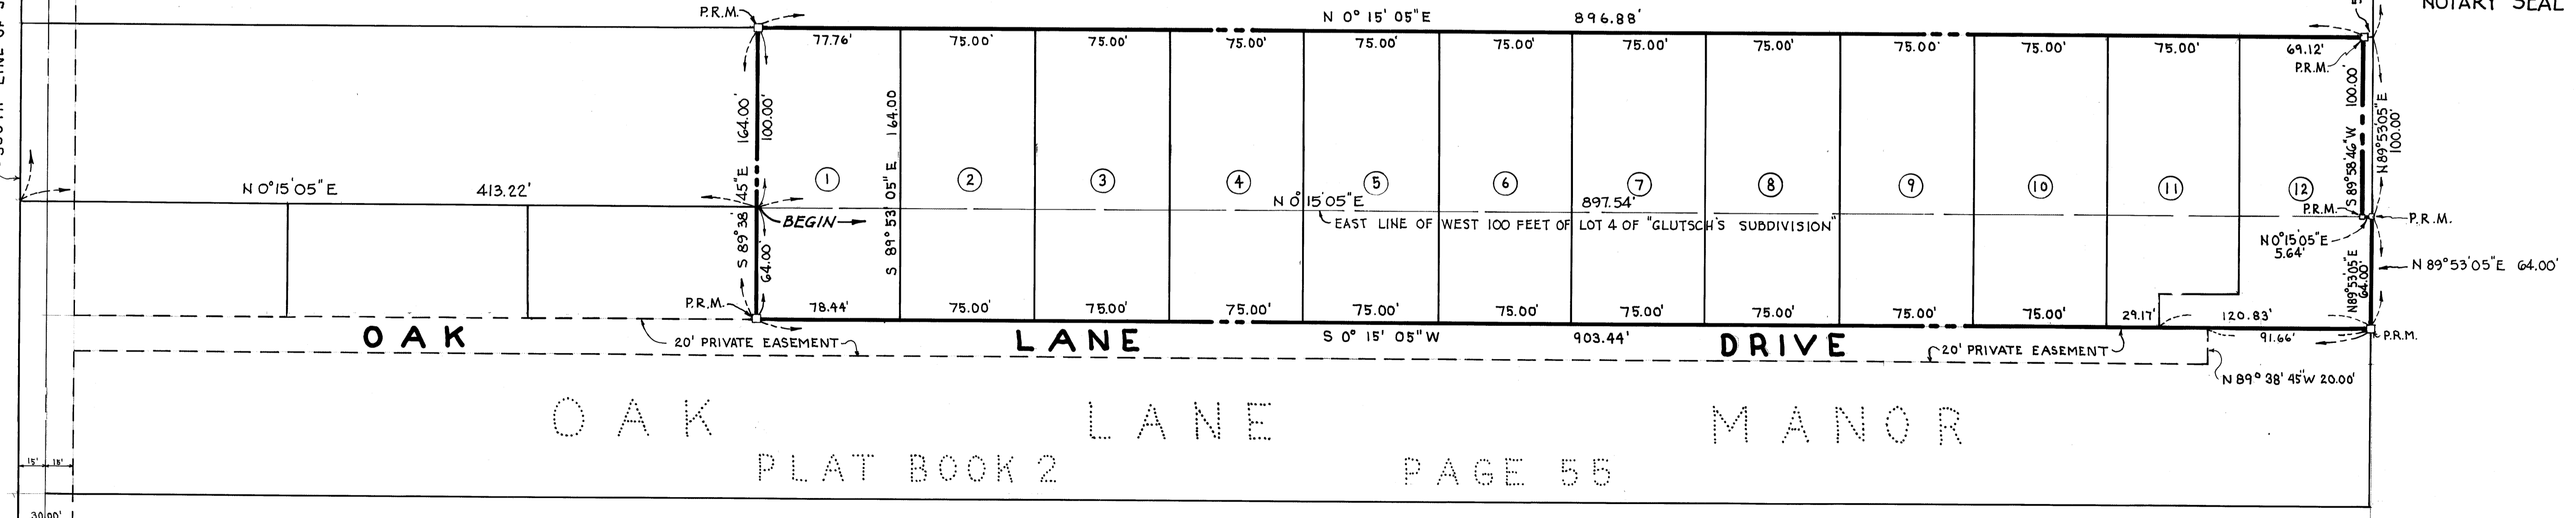 NOTARY SEAL
P.R.M.
N 0° 15' 05" E 896.88'
77.76' 75.00' 75.00' 75.00' 75.00' 75.00' 75.00' 75.00' 75.00' 75.00' 75.00' 69.12'
P.R.M.
164.00'
100.00'
S 89° 38' 45" E
64.00'
S 89° 53' 05" E 164.00
100.00'
S 89° 58' 46" W
N 89° 53' 05" E
100.00'
1 2 3 4 5 6 7 8 9 10 11 12
N 0° 15' 05" E 413.22'
BEGIN
N 0° 15' 05" E 897.54'
EAST LINE OF WEST 100 FEET OF LOT 4 OF "GLUTSCH'S SUBDIVISION"
P.R.M.
P.R.M.
N 0° 15' 05" E
5.64'
N 89° 53' 05" E
64.00'
N 89° 53' 05" E 64.00'
P.R.M.
78.44' 75.00' 75.00' 75.00' 75.00' 75.00' 75.00' 75.00' 75.00' 75.00' 29.17' 120.83'
91.66'
P.R.M.
OAK LANE DRIVE
S 0° 15' 05" W 903.44'
20' PRIVATE EASEMENT
20' PRIVATE EASEMENT
N 89° 38' 45" W 20.00'
OAK LANE MANOR
PLAT BOOK 2 PAGE 55
15' 15'
30.00'